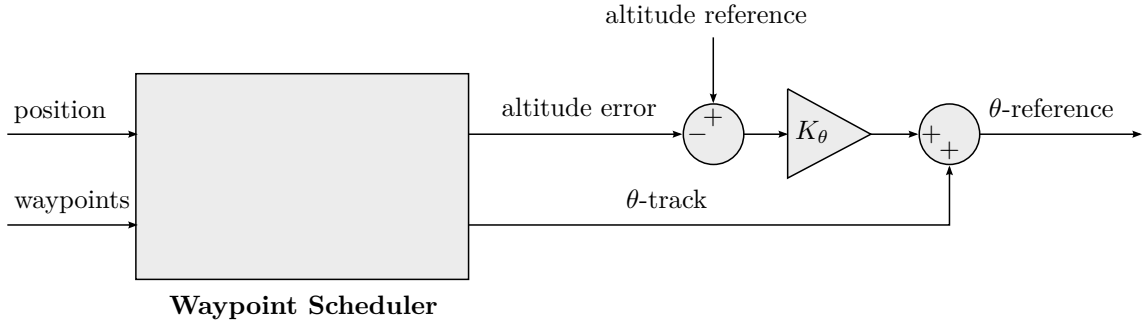 altitude reference
position
altitude error
+
−
K_θ
+
+
θ-reference
waypoints
θ-track
Waypoint Scheduler